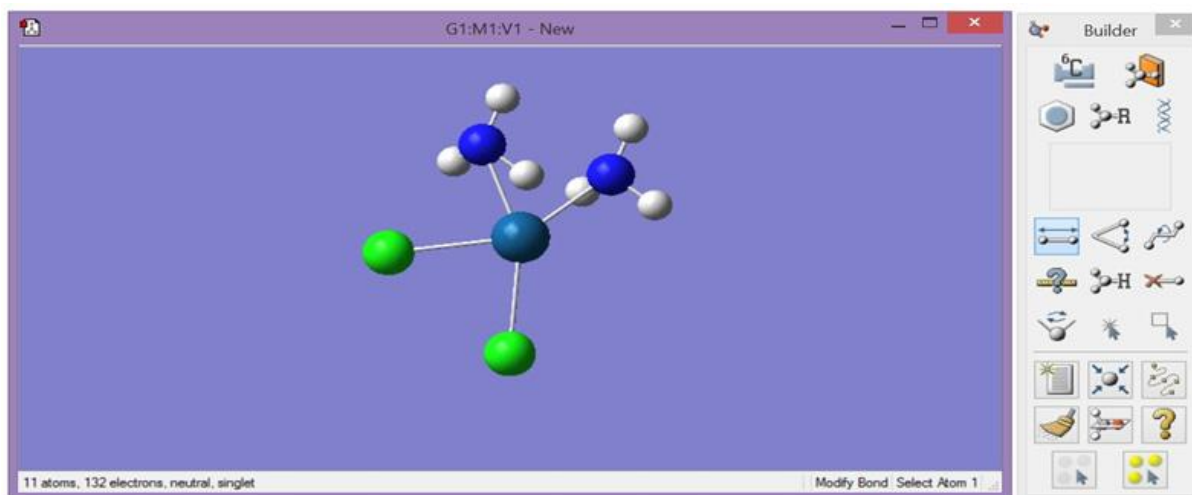 G1:M1:V1 - New
Builder
6C
R
H
11 atoms, 132 electrons, neutral, singlet
Modify Bond
Select Atom 1